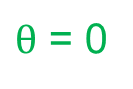 θ = 0